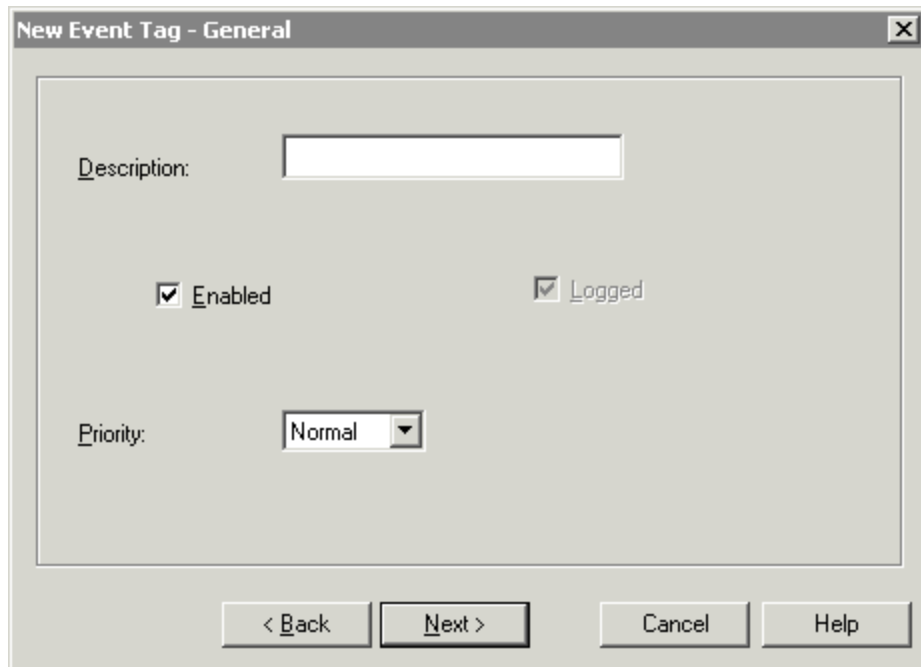 New Event Tag - General
Description:
Enabled
Logged
Priority:
Normal
< Back
Next >
Cancel
Help